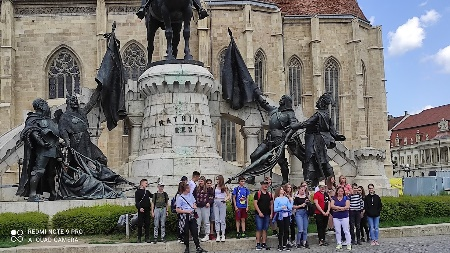 MATHIAS
REX
REDMI NOTE 9 PRO
AI QUAD CAMERA